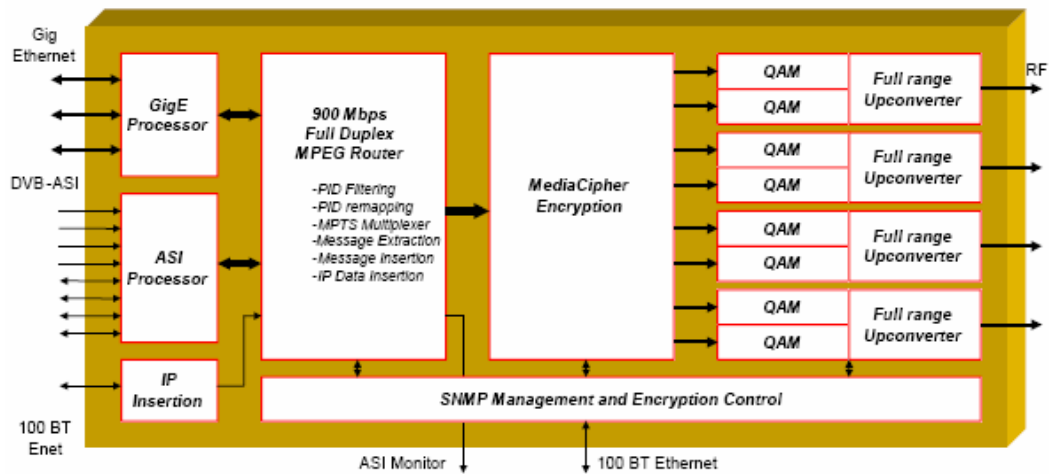 Gig
Ethernet
GigE
Processor
DVB-ASI
ASI
Processor
IP
Insertion
100 BT
Enet
900 Mbps
Full Duplex
MPEG Router
-PID Filtering
-PID remapping
-MPTS Multiplexer
-Message Extraction
-Message Insertion
-IP Data Insertion
MediaCipher
Encryption
QAM
QAM
Full range
Upconverter
QAM
QAM
Full range
Upconverter
QAM
QAM
Full range
Upconverter
QAM
QAM
Full range
Upconverter
RF
SNMP Management and Encryption Control
ASI Monitor
100 BT Ethernet